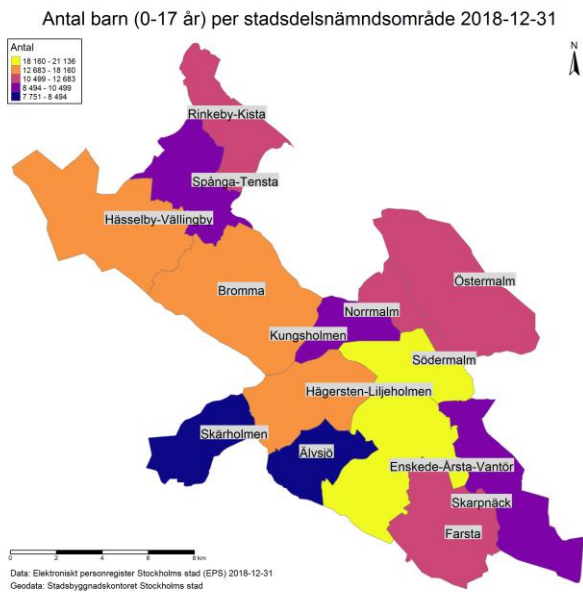 Antal barn (0-17 år) per stadsdelsnämndsområde 2018-12-31
Antal
18 160 - 21 136
12 683 - 18 160
10 499 - 12 683
8 494 - 10 499
7 751 - 8 494
N
Rinkeby-Kista
Spånga-Tensta
Hässelby-Vällingby
Bromma
Östermalm
Norrmalm
Kungsholmen
Södermalm
Hägersten-Liljeholmen
Skärholmen
Älvsjö
Enskede-Årsta-Vantör
Skarpnäck
Farsta
0 2 4 6 8 km
Data: Elektroniskt personregister Stockholms stad (EPS) 2018-12-31
Geodata: Stadsbyggnadskontoret Stockholms stad